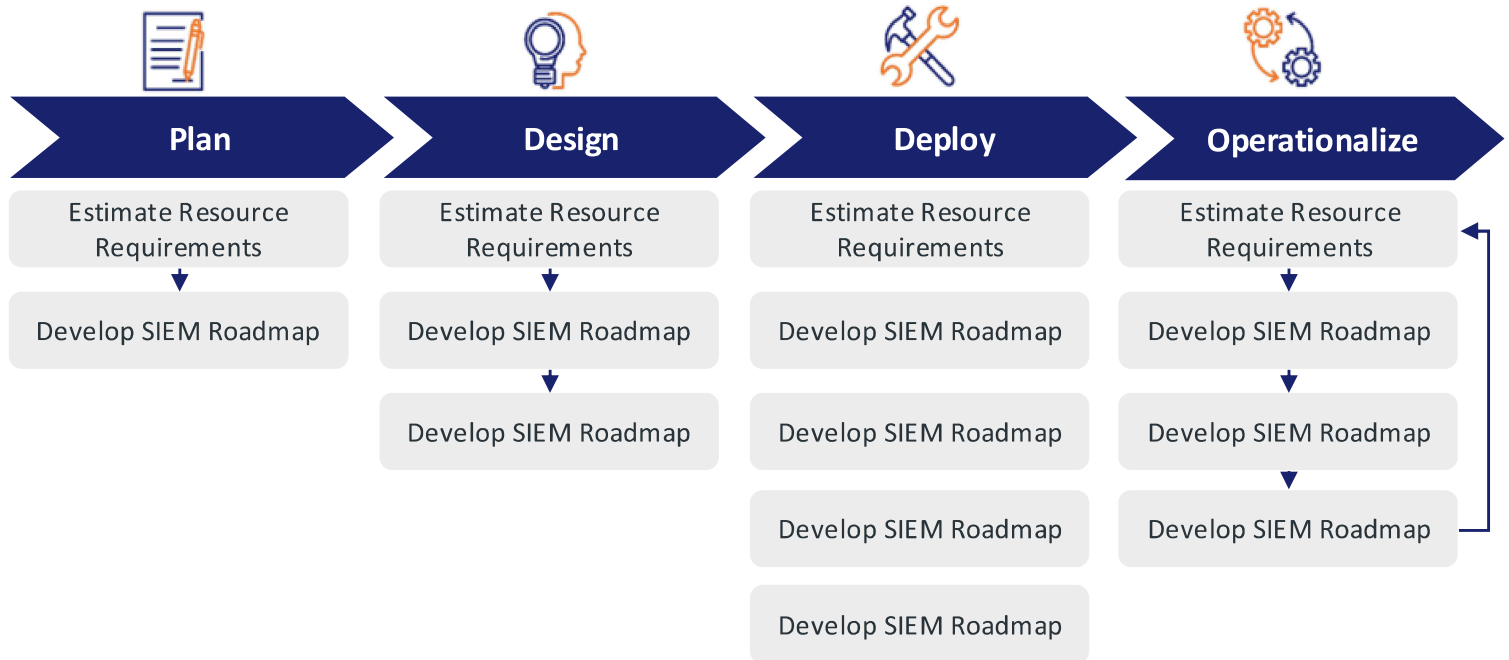 Plan
Design
Deploy
Operationalize
Estimate Resource
Requirements
Develop SIEM Roadmap
Estimate Resource
Requirements
Develop SIEM Roadmap
Develop SIEM Roadmap
Estimate Resource
Requirements
Develop SIEM Roadmap
Develop SIEM Roadmap
Develop SIEM Roadmap
Develop SIEM Roadmap
Estimate Resource
Requirements
Develop SIEM Roadmap
Develop SIEM Roadmap
Develop SIEM Roadmap